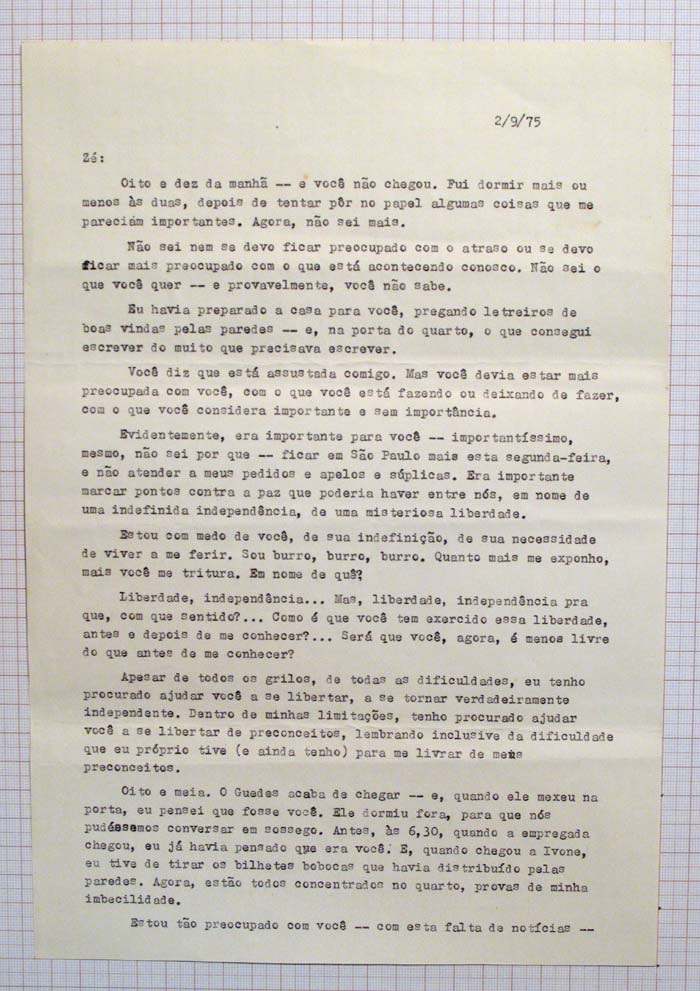 2/9/75
Zé:
Oito e dez da manhã -- e você não chegou. Fui dormir mais ou
menos às duas, depois de tentar pôr no papel algumas coisas que me
pareciam importantes. Agora, não sei mais.
Não sei nem se devo ficar preocupado com o atraso ou se devo
ficar mais preocupado com o que está acontecendo conosco. Não sei o
que você quer -- e provavelmente, você não sabe.
Eu havia preparado a casa para você, pregando letreiros de
boas vindas pelas paredes -- e, na porta do quarto, o que consegui
escrever do muito que precisava escrever.
Você diz que está assustada comigo. Mas você devia estar mais
preocupada com você, com o que você está fazendo ou deixando de fazer,
com o que você considera importante e sem importância.
Evidentemente, era importante para você -- importantíssimo,
mesmo, não sei por que -- ficar em São Paulo mais esta segunda-feira,
e não atender a meus pedidos e apelos e súplicas. Era importante
marcar pontos contra a paz que poderia haver entre nós, em nome de
uma indefinida independência, de uma misteriosa liberdade.
Estou com medo de você, de sua indefinição, de sua necessidade
de viver a me ferir. Sou burro, burro, burro. Quanto mais me exponho,
mais você me tritura. Em nome de quê?
Liberdade, independência... Mas, liberdade, independência pra
que, com que sentido?... Como é que você tem exercido essa liberdade,
antes e depois de me conhecer?... Será que você, agora, é menos livre
do que antes de me conhecer?
Apesar de todos os grilos, de todas as dificuldades, eu tenho
procurado ajudar você a se libertar, a se tornar verdadeiramente
independente. Dentro de minhas limitações, tenho procurado ajudar
você a se libertar de preconceitos, lembrando inclusive da dificuldade
que eu próprio tive (e ainda tenho) para me livrar de meus
preconceitos.
Oito e meia. O Guedes acaba de chegar -- e, quando ele mexeu na
porta, eu pensei que fosse você. Ele dormiu fora, para que nós
pudéssemos conversar em sossego. Antes, às 6,30, quando a empregada
chegou, eu já havia pensado que era você. E, quando chegou a Ivone,
eu tive de tirar os bilhetes bobocas que havia distribuído pelas
paredes. Agora, estão todos concentrados no quarto, provas de minha
imbecilidade.
Estou tão preocupado com você -- com esta falta de notícias --